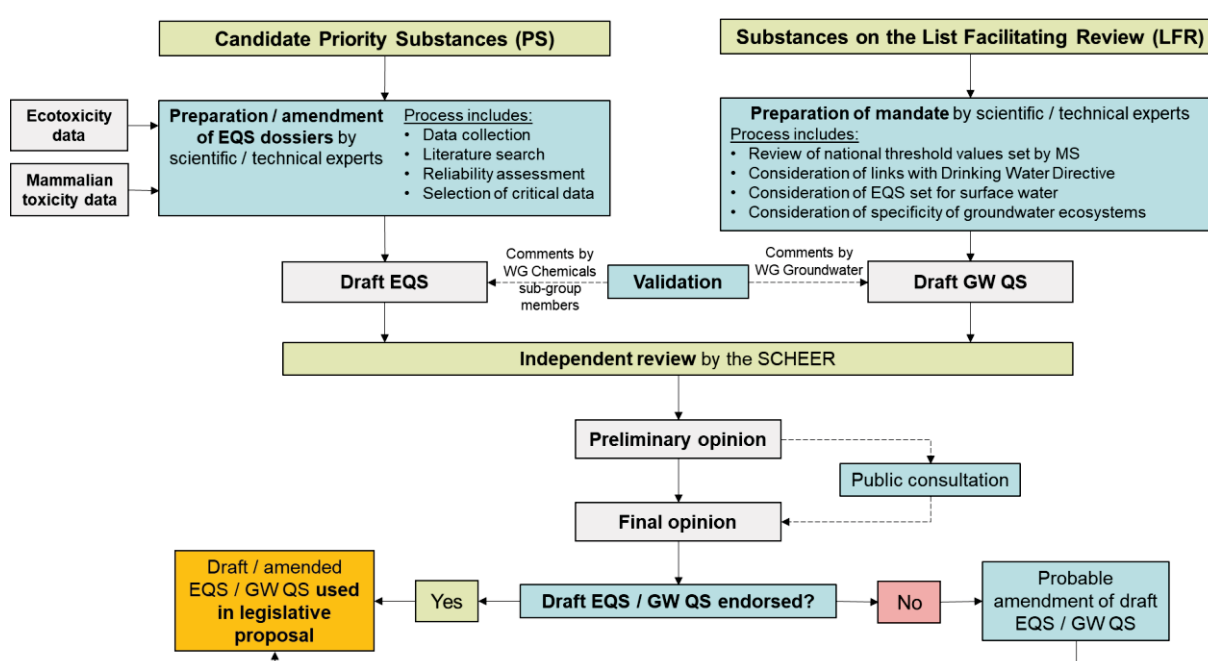 Candidate Priority Substances (PS)
Substances on the List Facilitating Review (LFR)
Ecotoxicity
data
Mammalian
toxicity data
Preparation / amendment
of EQS dossiers by
scientific / technical experts
Process includes:
• Data collection
• Literature search
• Reliability assessment
• Selection of critical data
Preparation of mandate by scientific / technical experts
Process includes:
• Review of national threshold values set by MS
• Consideration of links with Drinking Water Directive
• Consideration of EQS set for surface water
• Consideration of specificity of groundwater ecosystems
Draft EQS
Comments by
WG Chemicals
sub-group
members
Validation
Comments by
WG Groundwater
Draft GW QS
Independent review by the SCHEER
Preliminary opinion
Public consultation
Final opinion
Draft / amended
EQS / GW QS used
in legislative
proposal
Yes
Draft EQS / GW QS endorsed?
No
Probable
amendment of draft
EQS / GW QS